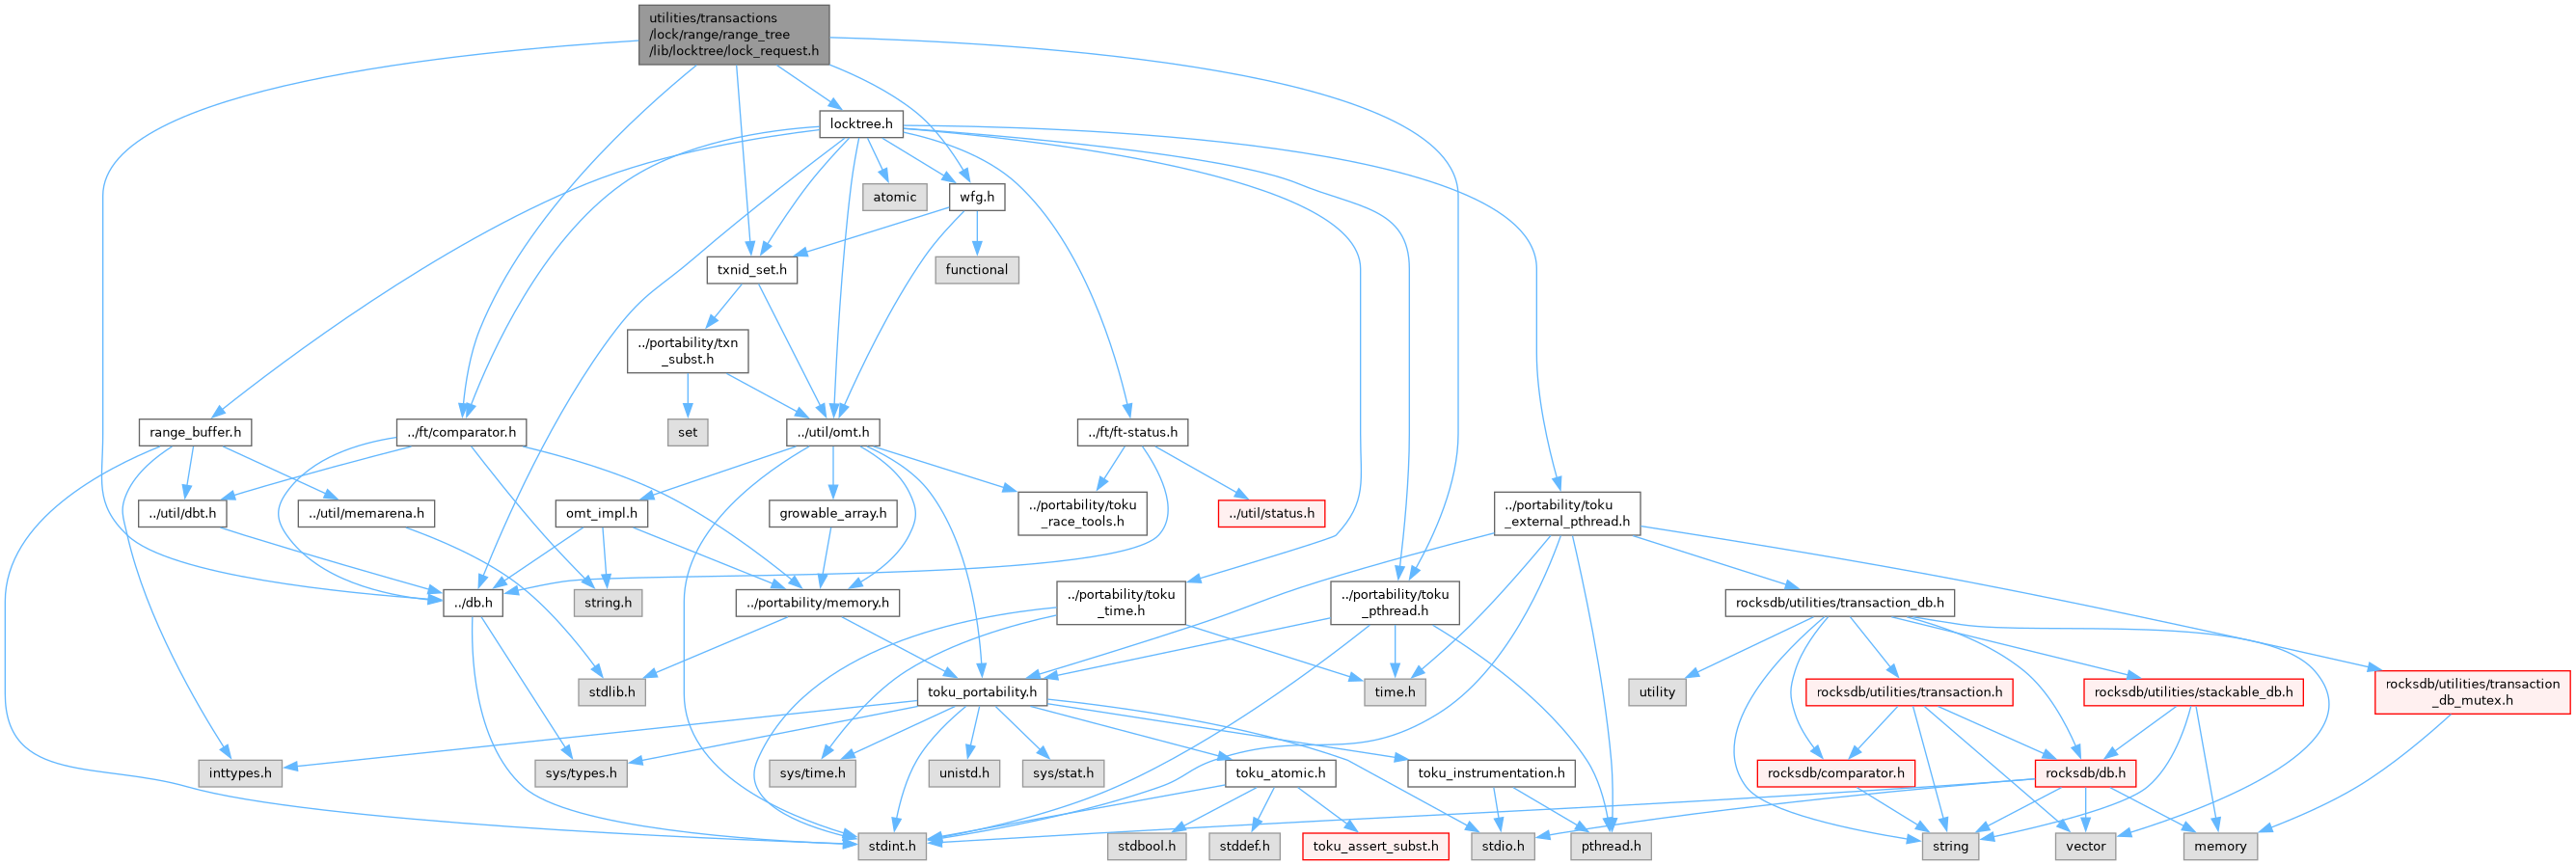 utilities/transactions
/lock/range/range_tree
/lib/locktree/lock_request.h
locktree.h
atomic
wfg.h
txnid_set.h
functional
../portability/txn
_subst.h
range_buffer.h
../ft/comparator.h
set
../util/omt.h
../ft/ft-status.h
../util/dbt.h
../util/memarena.h
omt_impl.h
growable_array.h
../portability/toku
_race_tools.h
../util/status.h
../portability/toku
_external_pthread.h
../db.h
string.h
../portability/memory.h
../portability/toku
_time.h
../portability/toku
_pthread.h
rocksdb/utilities/transaction_db.h
stdlib.h
toku_portability.h
time.h
utility
rocksdb/utilities/transaction.h
rocksdb/utilities/stackable_db.h
rocksdb/utilities/transaction
_db_mutex.h
inttypes.h
sys/types.h
sys/time.h
unistd.h
sys/stat.h
toku_atomic.h
toku_instrumentation.h
rocksdb/comparator.h
rocksdb/db.h
stdint.h
stdbool.h
stddef.h
toku_assert_subst.h
stdio.h
pthread.h
string
vector
memory